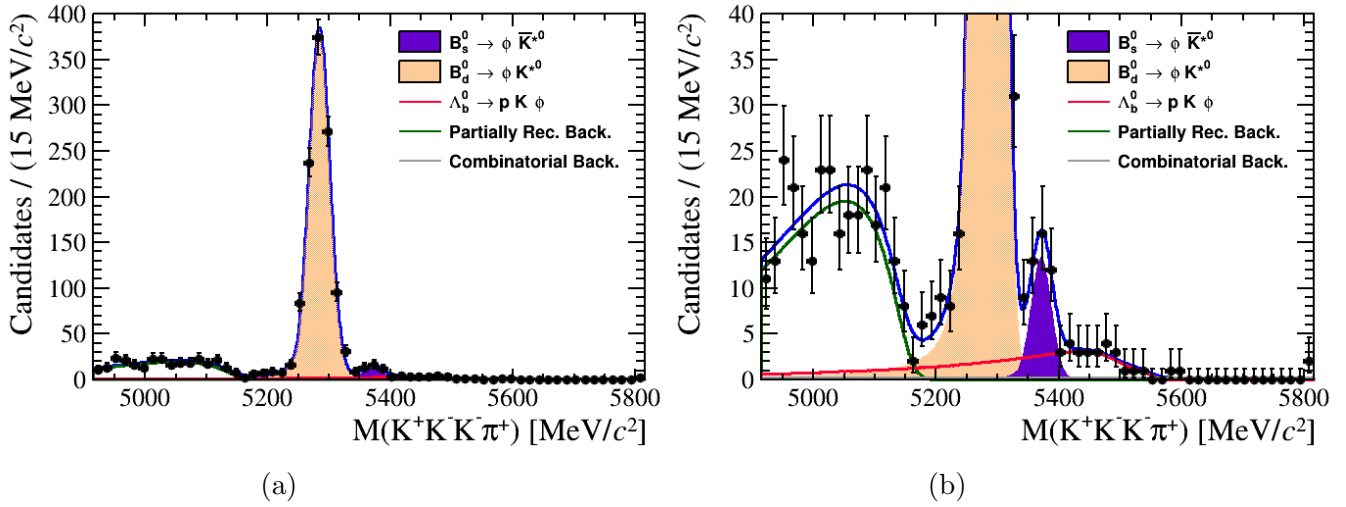 Candidates / (15 MeV/c²)
400
350
300
250
200
150
100
50
0
B⁰ₛ → ϕ K̅*⁰
B⁰d → ϕ K*⁰
Λ⁰b → p K ϕ
Partially Rec. Back.
Combinatorial Back.
5000 5200 5400 5600 5800
M(K⁺K⁻K⁻π⁺) [MeV/c²]
(a)
Candidates / (15 MeV/c²)
40
35
30
25
20
15
10
5
0
B⁰ₛ → ϕ K̅*⁰
B⁰d → ϕ K*⁰
Λ⁰b → p K ϕ
Partially Rec. Back.
Combinatorial Back.
5000 5200 5400 5600 5800
M(K⁺K⁻K⁻π⁺) [MeV/c²]
(b)